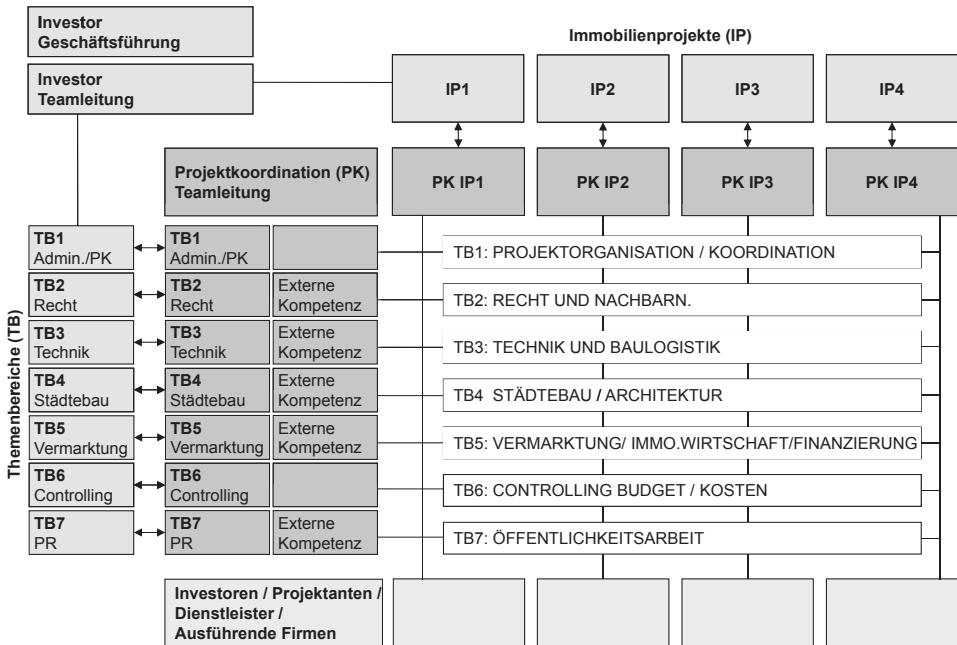 Investor
Geschäftsführung
Immobilienprojekte (IP)
Investor
Teamleitung
IP1
IP2
IP3
IP4
Projektkoordination (PK)
Teamleitung
PK IP1
PK IP2
PK IP3
PK IP4
Themenbereiche (TB)
TB1
Admin./PK
TB1
Admin./PK
TB1: PROJEKTORGANISATION / KOORDINATION
TB2
Recht
TB2
Recht
Externe
Kompetenz
TB2: RECHT UND NACHBARN.
TB3
Technik
TB3
Technik
Externe
Kompetenz
TB3: TECHNIK UND BAULOGISTIK
TB4
Städtebau
TB4
Städtebau
Externe
Kompetenz
TB4 STÄDTEBAU / ARCHITEKTUR
TB5
Vermarktung
TB5
Vermarktung
Externe
Kompetenz
TB5: VERMARKTUNG/ IMMO.WIRTSCHAFT/FINANZIERUNG
TB6
Controlling
TB6
Controlling
TB6: CONTROLLING BUDGET / KOSTEN
TB7
PR
TB7
PR
Externe
Kompetenz
TB7: ÖFFENTLICHKEITSARBEIT
Investoren / Projektanten /
Dienstleister /
Ausführende Firmen